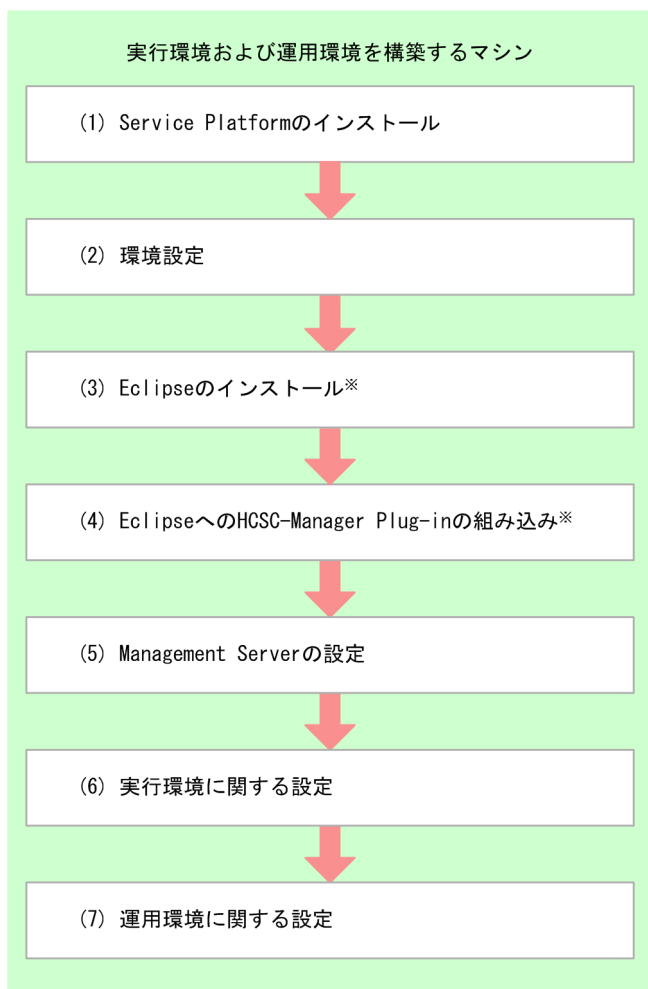 実行環境および運用環境を構築するマシン
(1) Service Platformのインストール
(2) 環境設定
(3) Eclipseのインストール※
(4) EclipseへのHCSC-Manager Plug-inの組み込み※
(5) Management Serverの設定
(6) 実行環境に関する設定
(7) 運用環境に関する設定